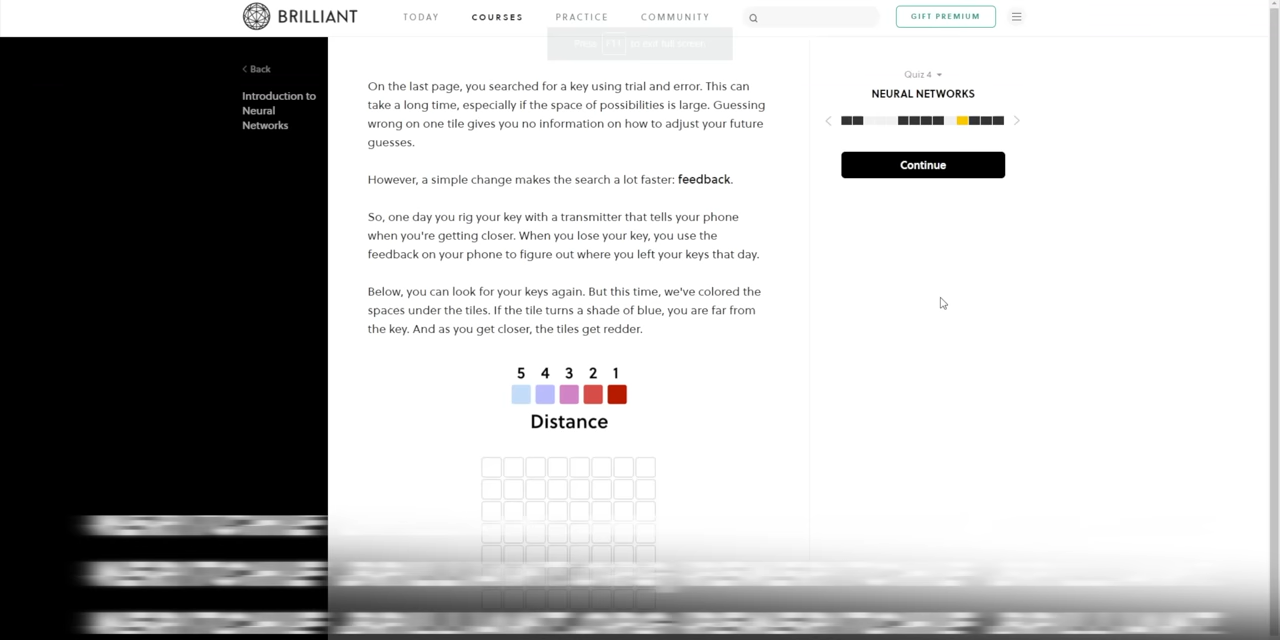 BRILLIANT
TODAY
COURSES
PRACTICE
COMMUNITY
GIFT PREMIUM
Press F11 to exit full screen
Back
Introduction to
Neural
Networks
On the last page, you searched for a key using trial and error. This can
take a long time, especially if the space of possibilities is large. Guessing
wrong on one tile gives you no information on how to adjust your future
guesses.
However, a simple change makes the search a lot faster: feedback.
So, one day you rig your key with a transmitter that tells your phone
when you're getting closer. When you lose your key, you use the
feedback on your phone to figure out where you left your keys that day.
Below, you can look for your keys again. But this time, we've colored the
spaces under the tiles. If the tile turns a shade of blue, you are far from
the key. And as you get closer, the tiles get redder.
5 4 3 2 1
Distance
Quiz 4
NEURAL NETWORKS
Continue